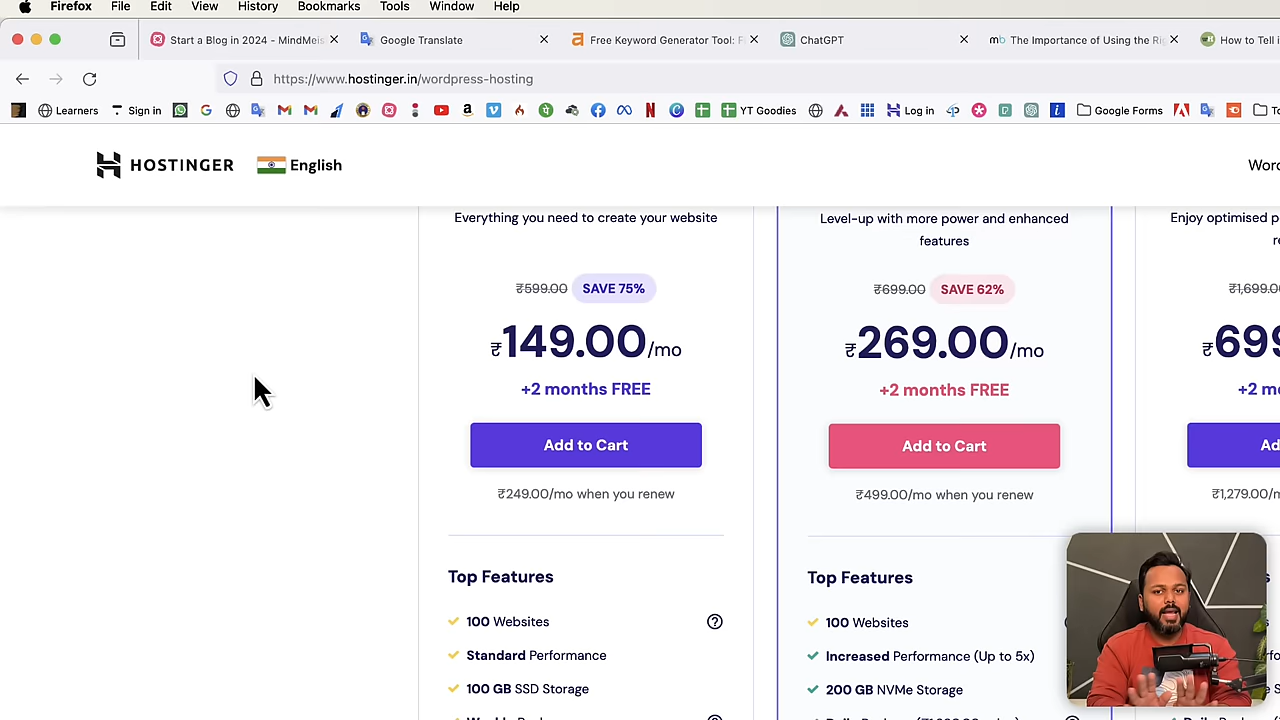 Firefox File Edit View History Bookmarks Tools Window Help
Start a Blog in 2024 - MindMeis Google Translate Free Keyword Generator Tool: F ChatGPT mb The Importance of Using the Ri How to Tell i
https://www.hostinger.in/wordpress-hosting
Learners Sign in YT Goodies Log in Google Forms
HOSTINGER English
Everything you need to create your website
₹599.00 SAVE 75%
₹149.00/mo
+2 months FREE
Add to Cart
₹249.00/mo when you renew
Top Features
100 Websites
Standard Performance
100 GB SSD Storage
Level-up with more power and enhanced
features
₹699.00 SAVE 62%
₹269.00/mo
+2 months FREE
Add to Cart
₹499.00/mo when you renew
Top Features
100 Websites
Increased Performance (Up to 5x)
200 GB NVMe Storage
Enjoy optimised p
₹1,699.0
₹699
+2 m
Ad
₹1,279.00/